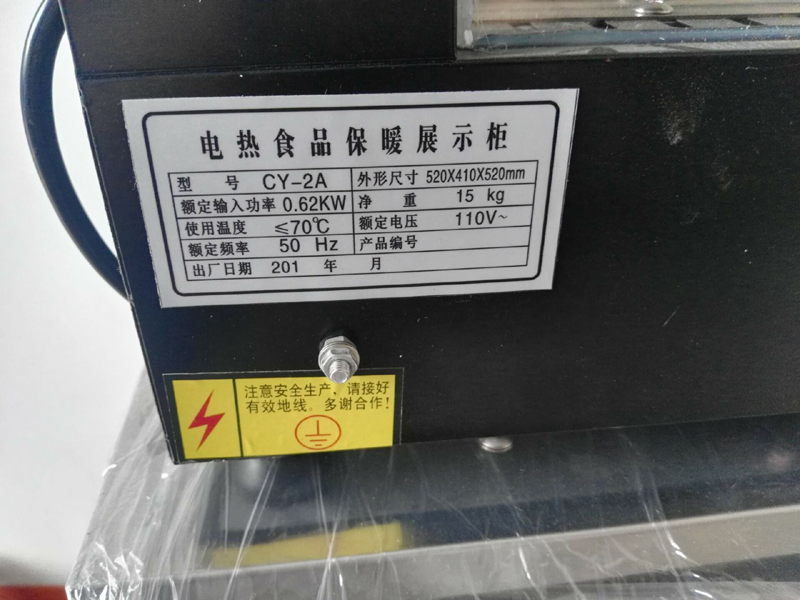 电热食品保暖展示柜
型 号 CY-2A 外形尺寸 520X410X520mm
额定输入功率 0.62KW 净 重 15 kg
使用温度 ≤70℃ 额定电压 110V~
额定频率 50 Hz 产品编号
出厂日期 201 年 月
注意安全生产，请接好
有效地线。多谢合作！